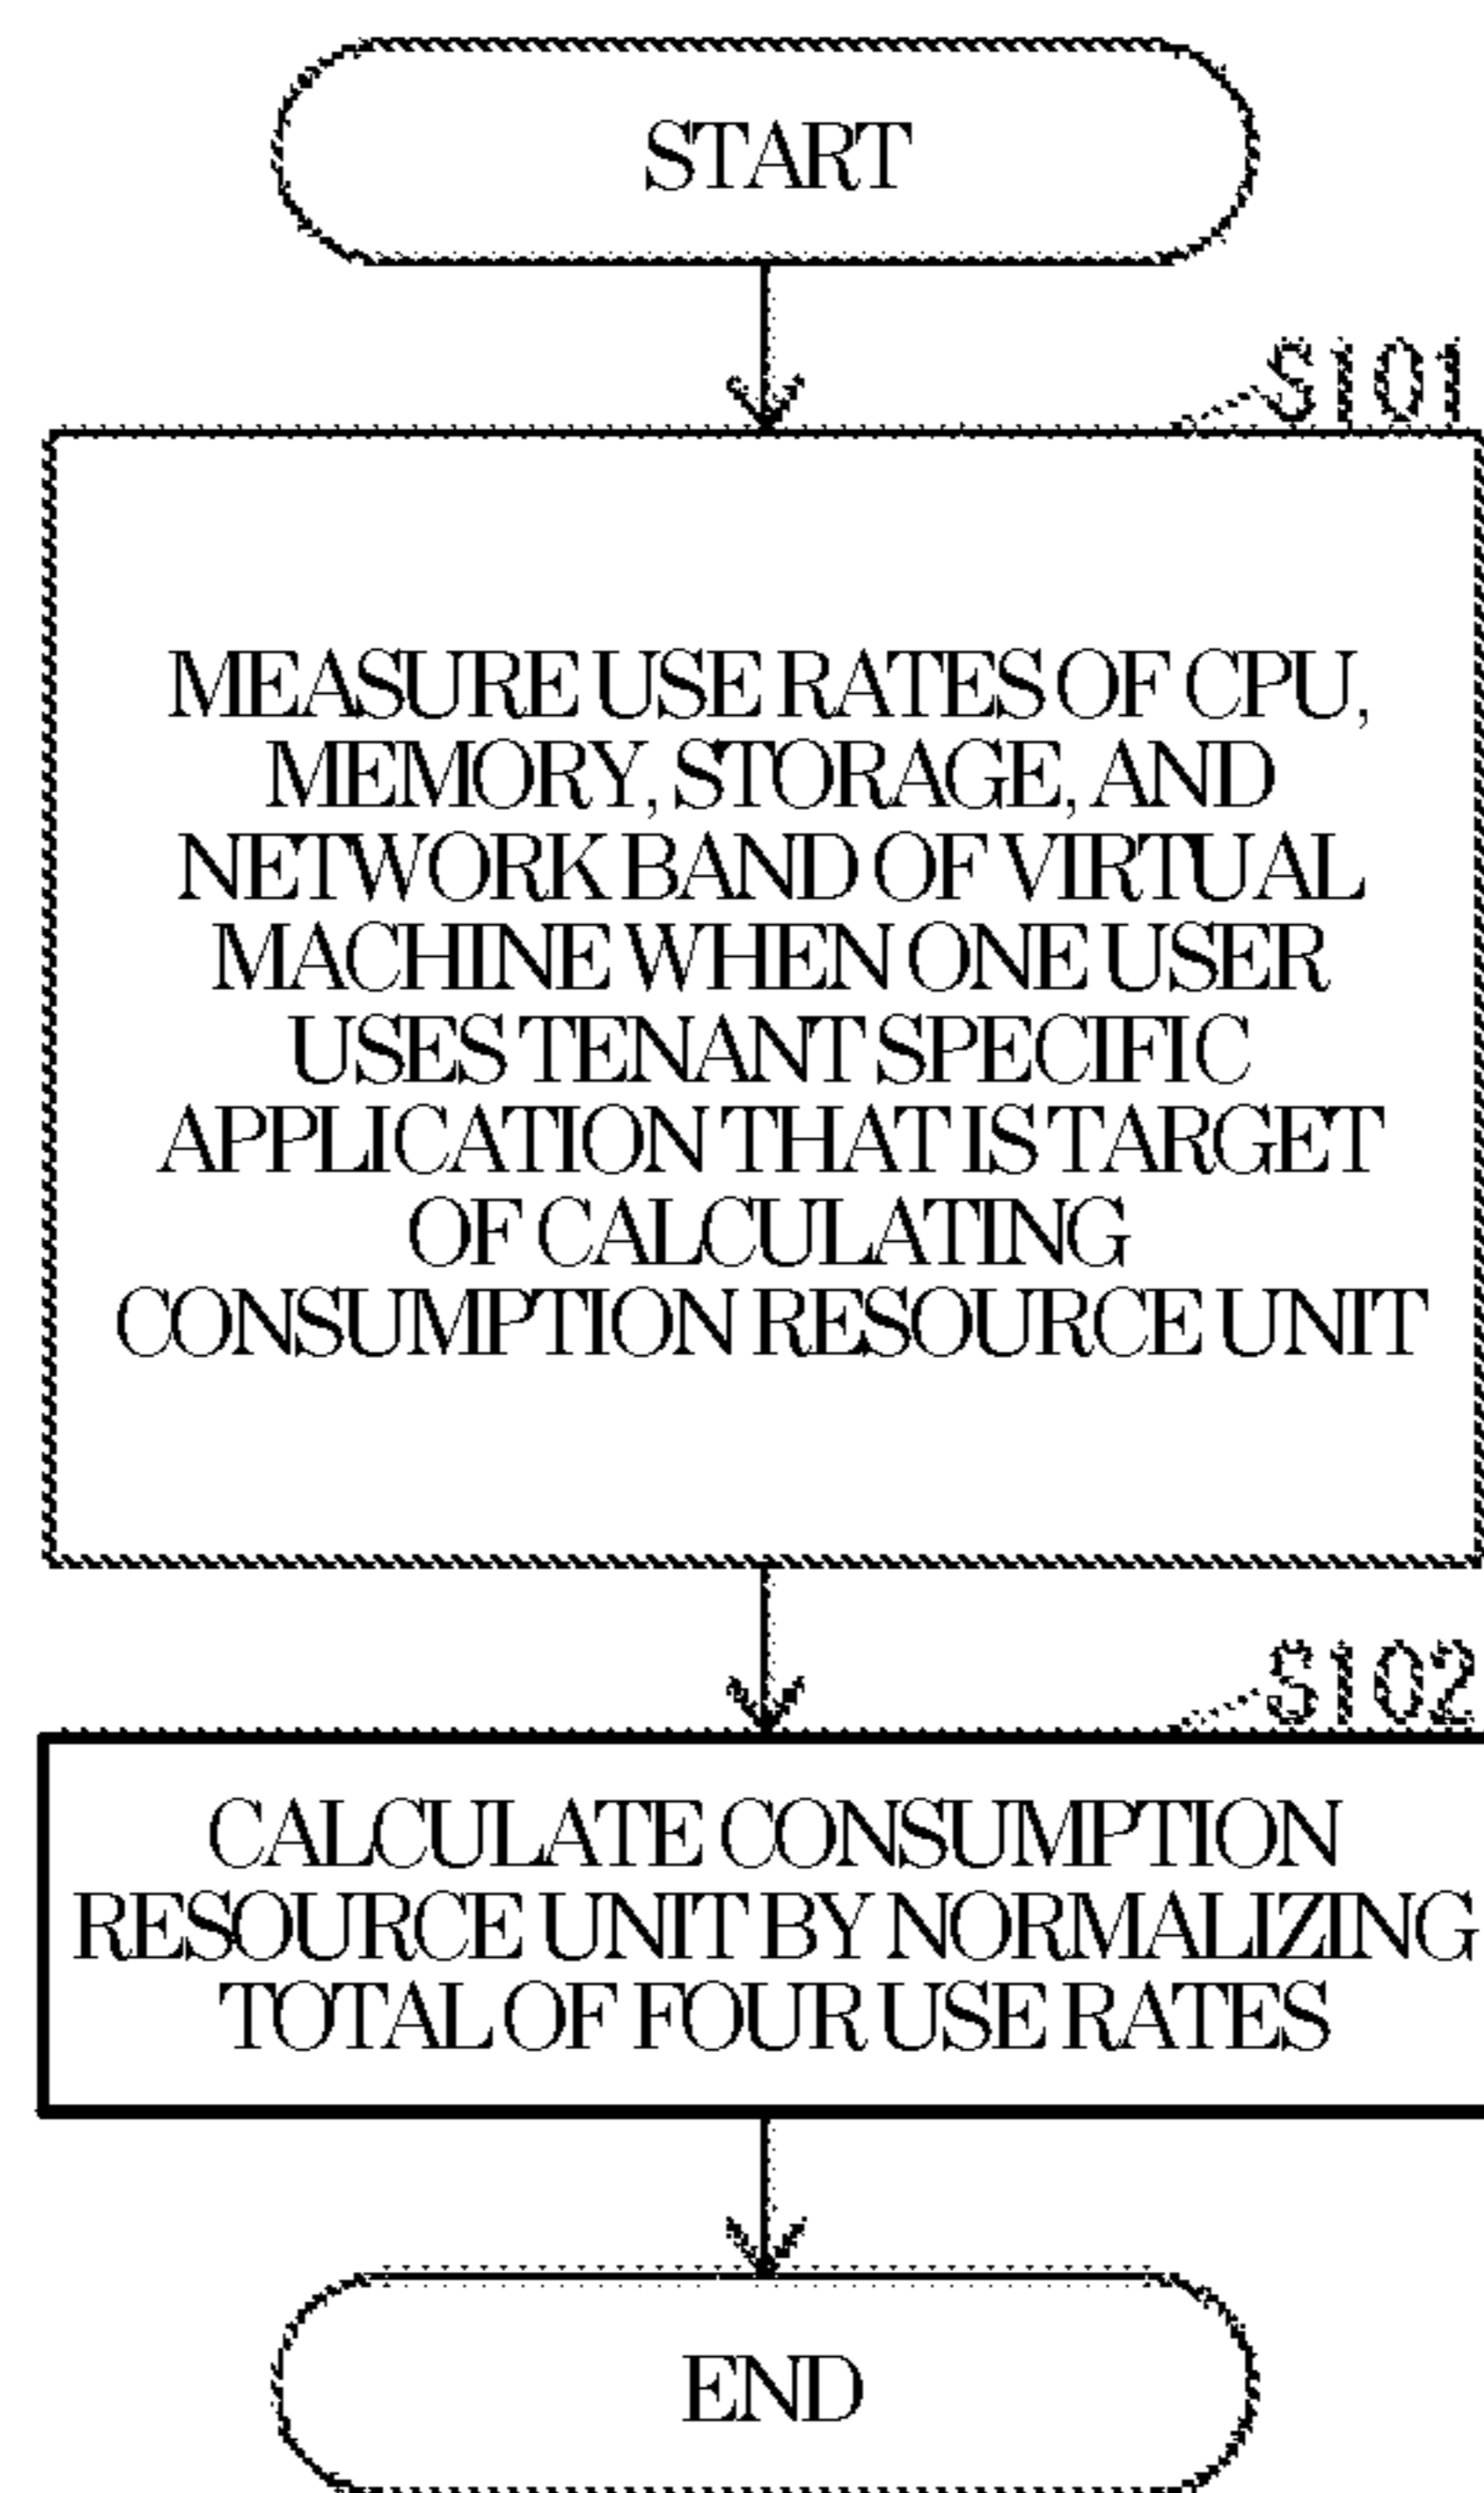 START
S101
MEASURE USE RATES OF CPU,
MEMORY, STORAGE, AND
NETWORK BAND OF VIRTUAL
MACHINE WHEN ONE USER
USES TENANT SPECIFIC
APPLICATION THAT IS TARGET
OF CALCULATING
CONSUMPTION RESOURCE UNIT
S102
CALCULATE CONSUMPTION
RESOURCE UNIT BY NORMALIZING
TOTAL OF FOUR USE RATES
END